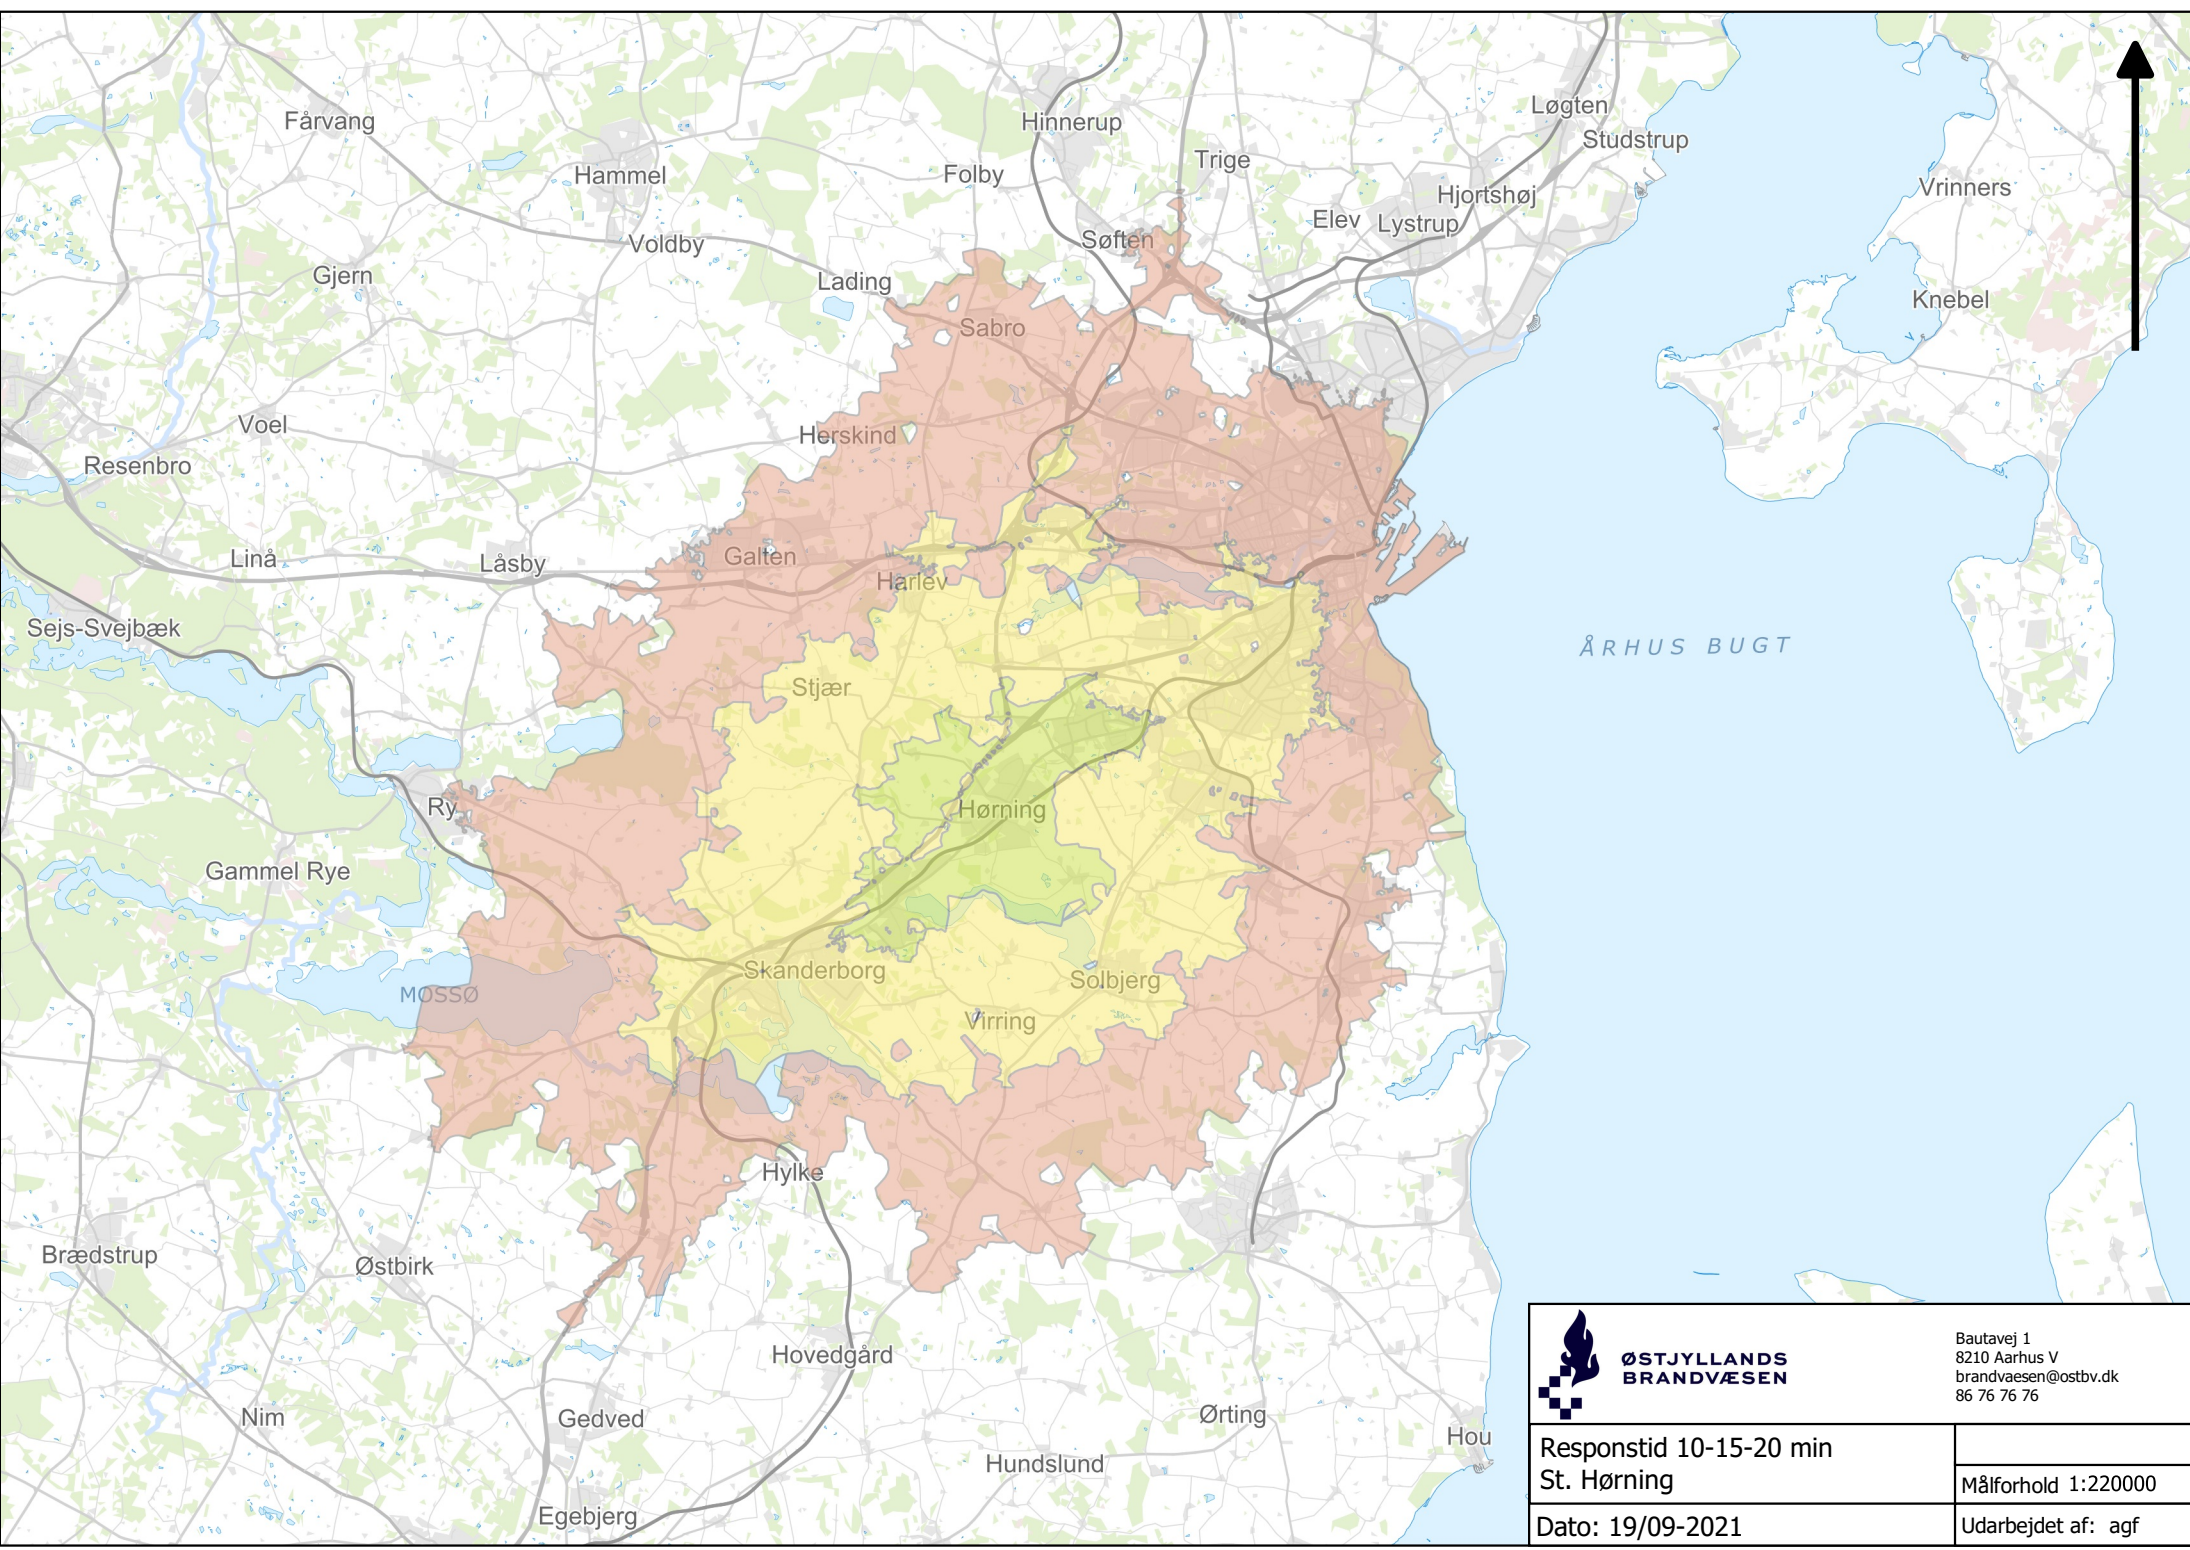 Løgten
Fårvang
Hinnerup
Studstrup
Trige
Hammel
Folby
Vrinners
Hjortshøj
Elev
Lystrup
Søften
Voldby
Gjern
Lading
Knebel
Sabro
Voel
Herskind
Resenbro
Galten
Linå
Låsby
Harlev
Sejs-Svejbæk
ÅRHUS BUGT
Stjær
Ry
Hørning
Gammel Rye
Skanderborg
Solbjerg
MOSSØ
Virring
Hylke
Brædstrup
Østbirk
Hovedgård
Nim
Gedved
Ørting
Hou
Hundslund
Egebjerg
ØSTJYLLANDS
BRANDVÆSEN
Bautavej 1
8210 Aarhus V
brandvaesen@ostbv.dk
86 76 76 76
Responstid 10-15-20 min
St. Hørning
Målforhold 1:220000
Dato: 19/09-2021
Udarbejdet af: agf